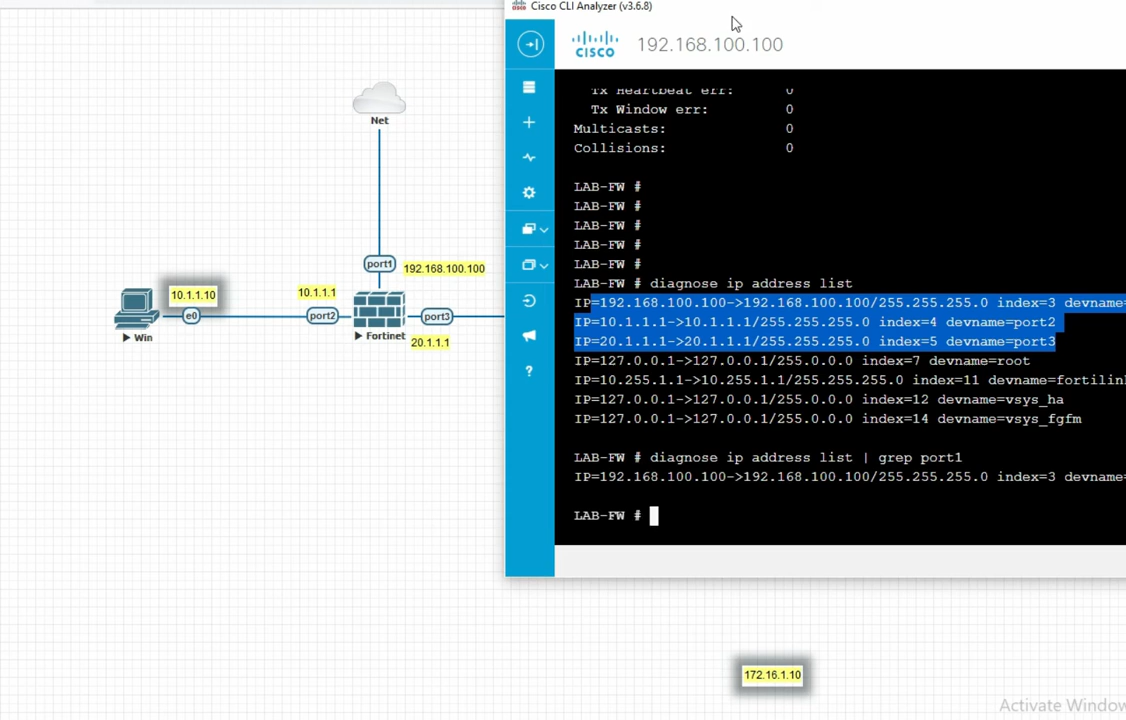 Cisco CLI Analyzer (v3.6.8)
CISCO
192.168.100.100
Tx Heartbeat err: 0
Tx Window err: 0
Multicasts: 0
Collisions: 0
LAB-FW #
LAB-FW #
LAB-FW #
LAB-FW #
LAB-FW #
LAB-FW # diagnose ip address list
IP=192.168.100.100->192.168.100.100/255.255.255.0 index=3 devname=
IP=10.1.1.1->10.1.1.1/255.255.255.0 index=4 devname=port2
IP=20.1.1.1->20.1.1.1/255.255.255.0 index=5 devname=port3
IP=127.0.0.1->127.0.0.1/255.0.0.0 index=7 devname=root
IP=10.255.1.1->10.255.1.1/255.255.255.0 index=11 devname=fortilin
IP=127.0.0.1->127.0.0.1/255.0.0.0 index=12 devname=vsys_ha
IP=127.0.0.1->127.0.0.1/255.0.0.0 index=14 devname=vsys_fgfm
LAB-FW # diagnose ip address list | grep port1
IP=192.168.100.100->192.168.100.100/255.255.255.0 index=3 devname=
LAB-FW #
?
Net
port1
192.168.100.100
10.1.1.10
10.1.1.1
e0
port2
port3
Win
Fortinet
20.1.1.1
172.16.1.10
Activate Window